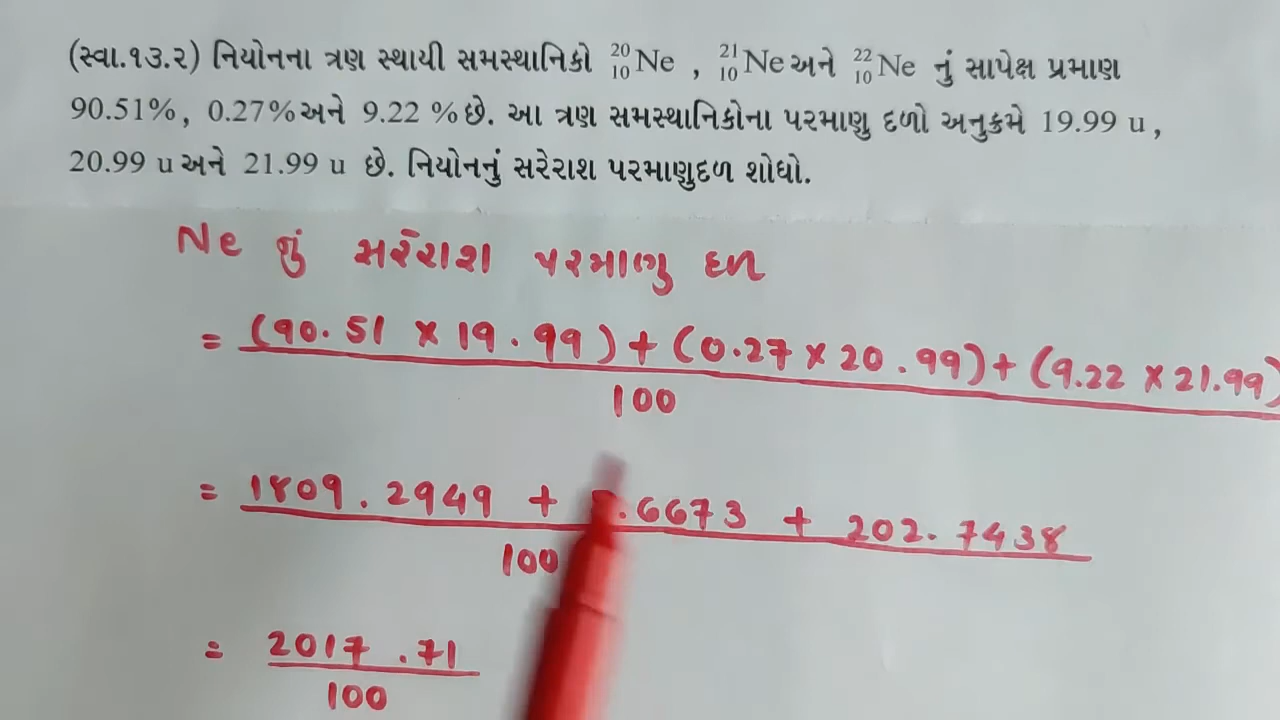 (સ્વા.૧૩.૨) નિયોનના ત્રણ સ્થાયી સમસ્થાનિકો ²⁰₁₀Ne , ²¹₁₀Ne અને ²²₁₀Ne નું સાપેક્ષ પ્રમાણ
90.51%, 0.27% અને 9.22 % છે. આ ત્રણ સમસ્થાનિકોના પરમાણુ દળો અનુક્રમે 19.99 u ,
20.99 u અને 21.99 u છે. નિયોનનું સરેરાશ પરમાણુદળ શોધો.
Ne નું સરેરાશ પરમાણુ દળ
= (90.51 × 19.99) + (0.27 × 20.99) + (9.22 × 21.99)
100
= 1809.2949 + .6673 + 202.7438
100
= 2017.71
100